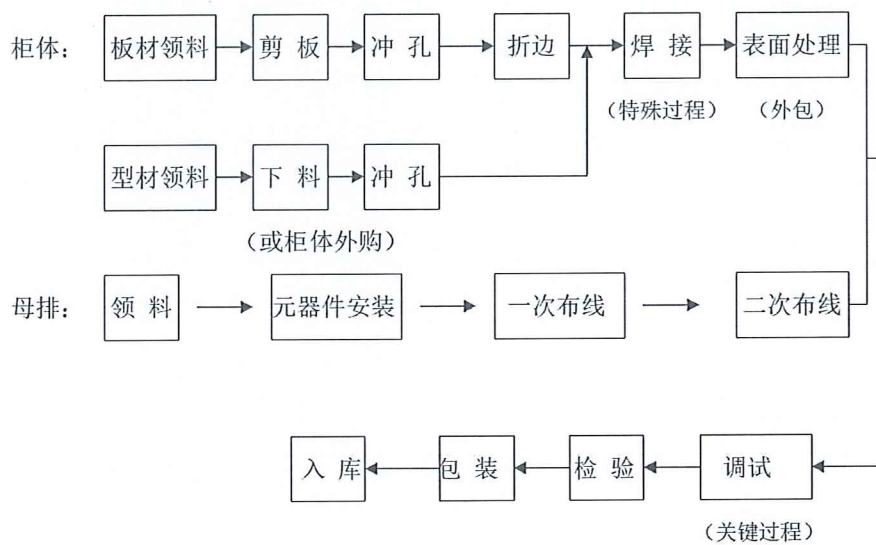 柜体： 板材领料 剪 板 冲 孔 折边 焊 接 表面处理
（特殊过程） （外包）
型材领料 下 料 冲 孔
（或柜体外购）
母排： 领 料 元器件安装 一次布线 二次布线
入 库 包 装 检 验 调试
（关键过程）